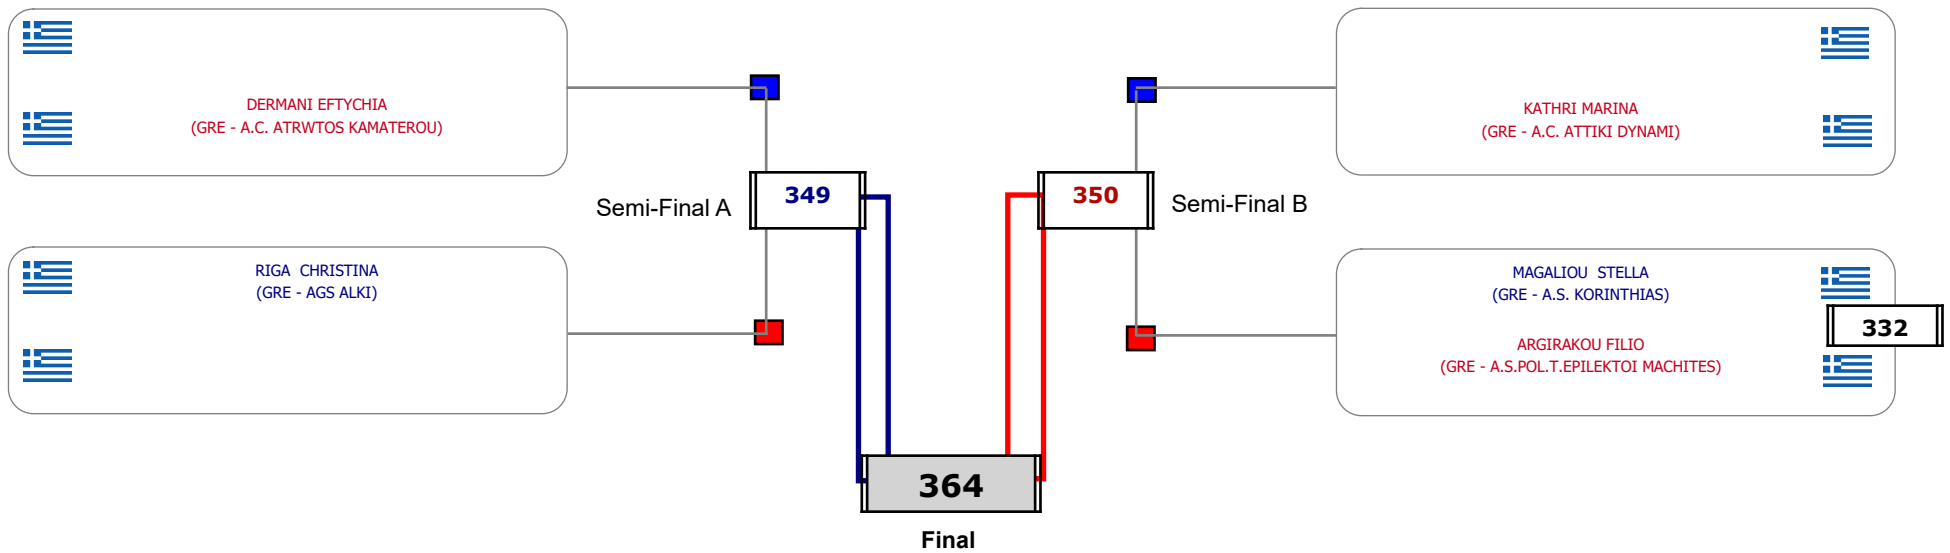 DERMANI EFTYCHIA
(GRE - A.C. ATRWTOS KAMATEROU)
KATHRI MARINA
(GRE - A.C. ATTIKI DYNAMI)
Semi-Final A
349
350
Semi-Final B
RIGA  CHRISTINA
(GRE - AGS ALKI)
MAGALIOU  STELLA
(GRE - A.S. KORINTHIAS)
332
ARGIRAKOU FILIO
(GRE - A.S.POL.T.EPILEKTOI MACHITES)
364
Final